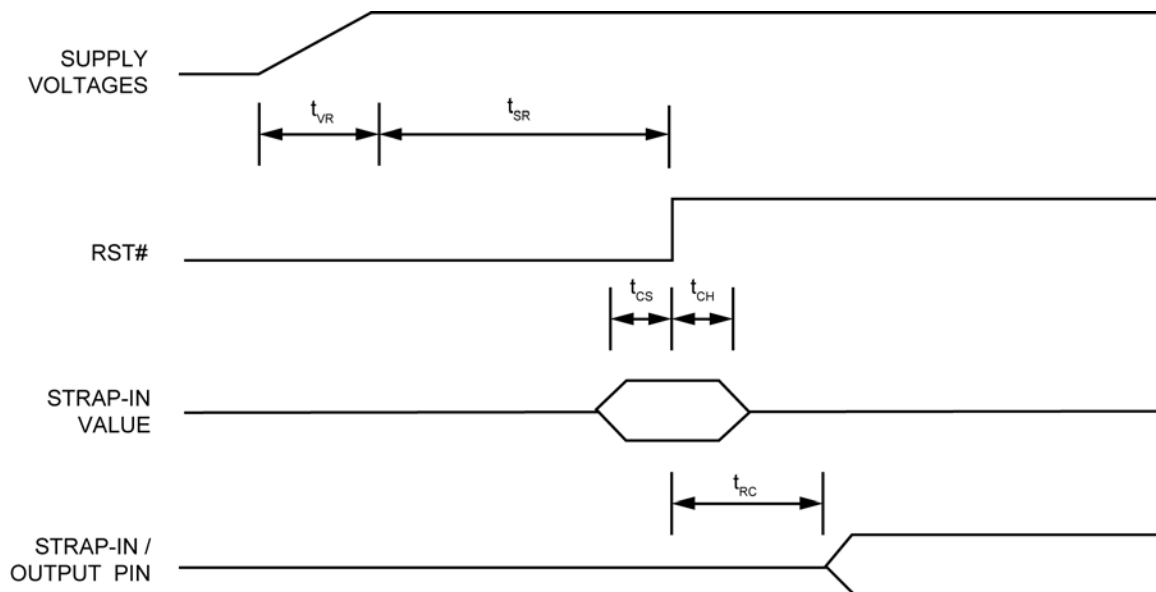 SUPPLY
VOLTAGES
tVR
tSR
RST#
tCS
tCH
STRAP-IN
VALUE
tRC
STRAP-IN /
OUTPUT PIN